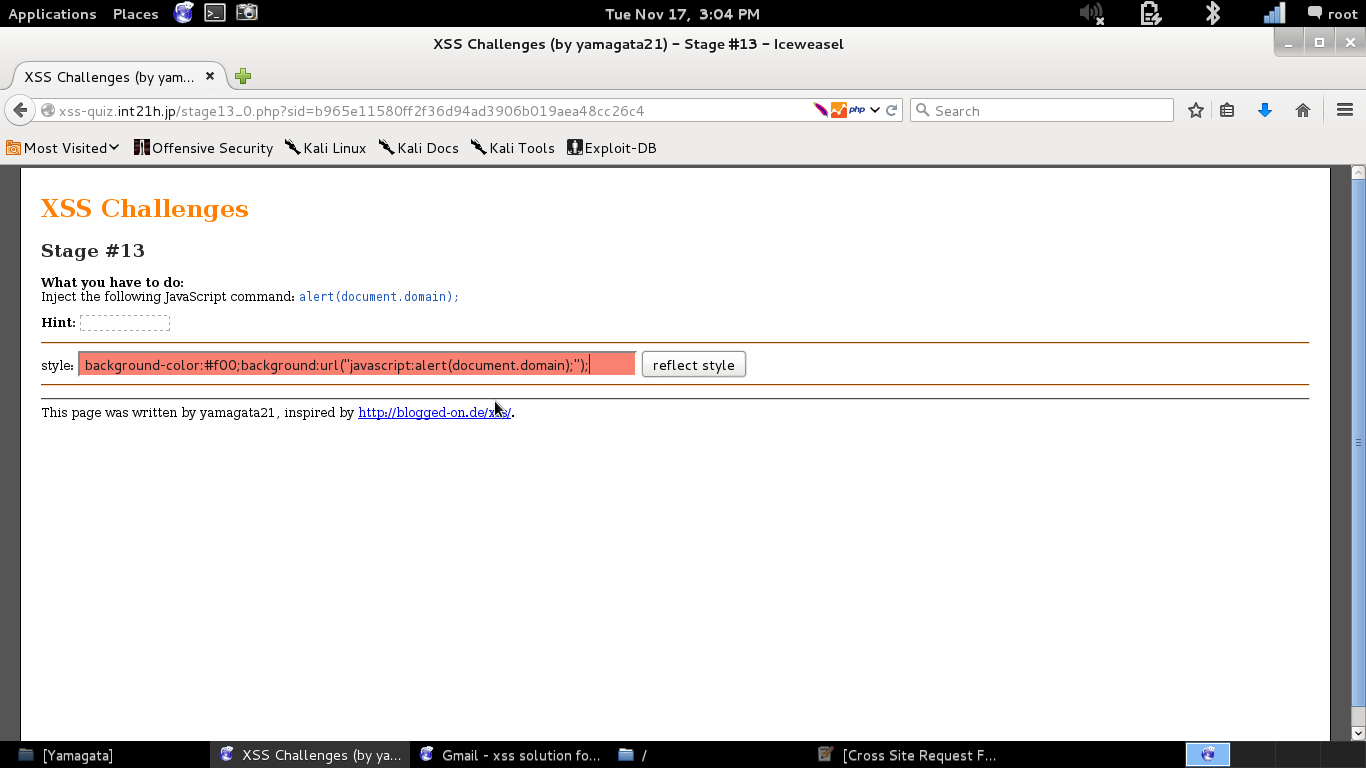 Applications Places Tue Nov 17, 3:04 PM root
XSS Challenges (by yamagata21) – Stage #13 – Iceweasel
XSS Challenges (by yam...
xss-quiz.int21h.jp/stage13_0.php?sid=b965e11580ff2f36d94ad3906b019aea48cc26c4 php Search
Most Visited Offensive Security Kali Linux Kali Docs Kali Tools Exploit-DB
XSS Challenges
Stage #13
What you have to do:
Inject the following JavaScript command: alert(document.domain);
Hint:
style: background-color:#f00;background:url("javascript:alert(document.domain);"); reflect style
This page was written by yamagata21, inspired by http://blogged-on.de/xss/.
[Yamagata] XSS Challenges (by ya... Gmail - xss solution fo... / [Cross Site Request F...